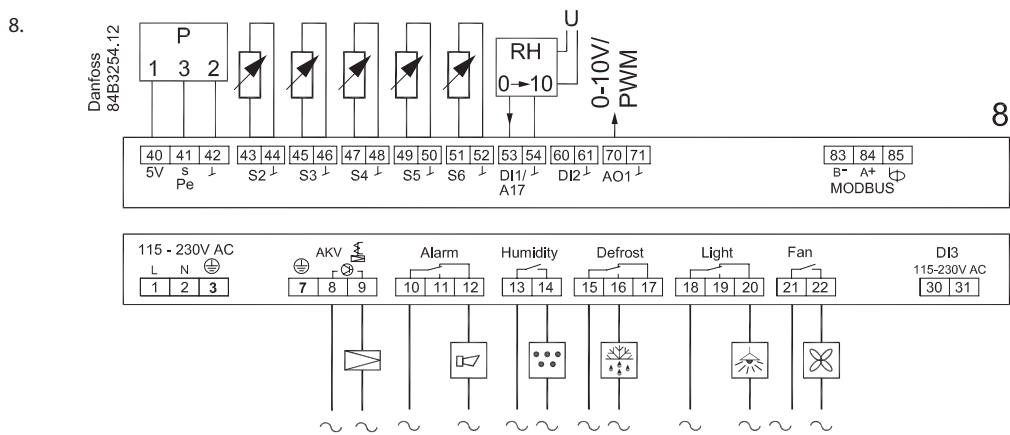 8.
Danfoss
84B3254.12
P
1 3 2
RH
0→10
U
0-10V/
PWM
8
40 41 42 43 44 45 46 47 48 49 50 51 52 53 54 60 61 70 71 83 84 85
5V s ⊥ S2 ⊥ S3 ⊥ S4 ⊥ S5 ⊥ S6 ⊥ DI1/ ⊥ DI2 ⊥ AO1 ⊥ B- A+
Pe A17 MODBUS
115 - 230V AC AKV Alarm Humidity Defrost Light Fan DI3
L N 115-230V AC
1 2 3 7 8 9 10 11 12 13 14 15 16 17 18 19 20 21 22 30 31